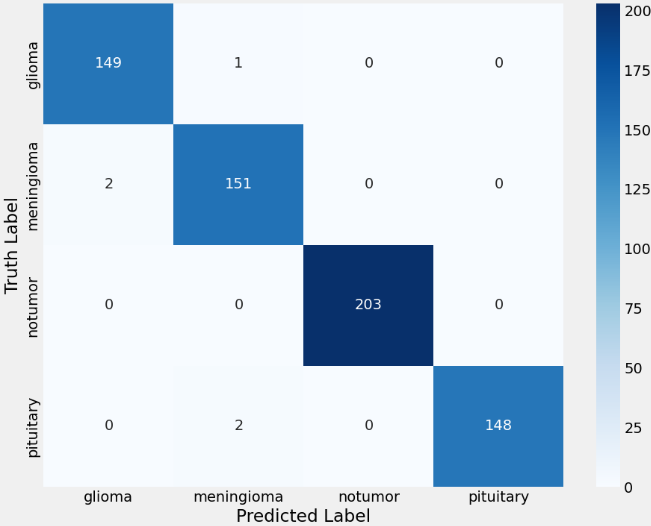 Truth Label
glioma
149 1 0 0
meningioma
2 151 0 0
notumor
0 0 203 0
pituitary
0 2 0 148
glioma meningioma notumor pituitary
Predicted Label
200
175
150
125
100
75
50
25
0